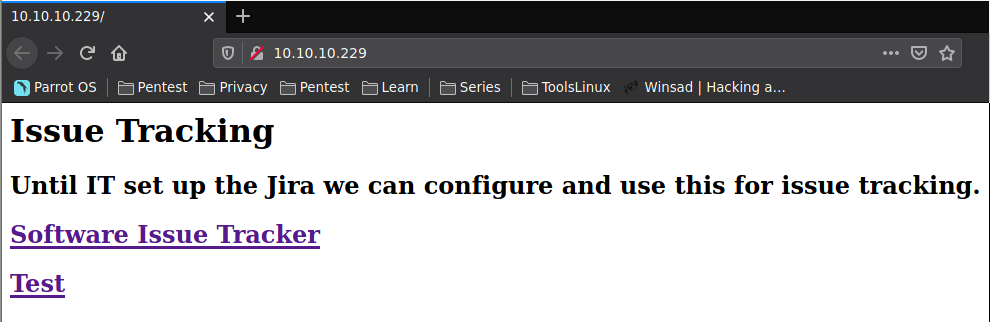 10.10.10.229/
10.10.10.229
Parrot OS Pentest Privacy Pentest Learn Series ToolsLinux Winsad | Hacking a...
Issue Tracking
Until IT set up the Jira we can configure and use this for issue tracking.
Software Issue Tracker
Test